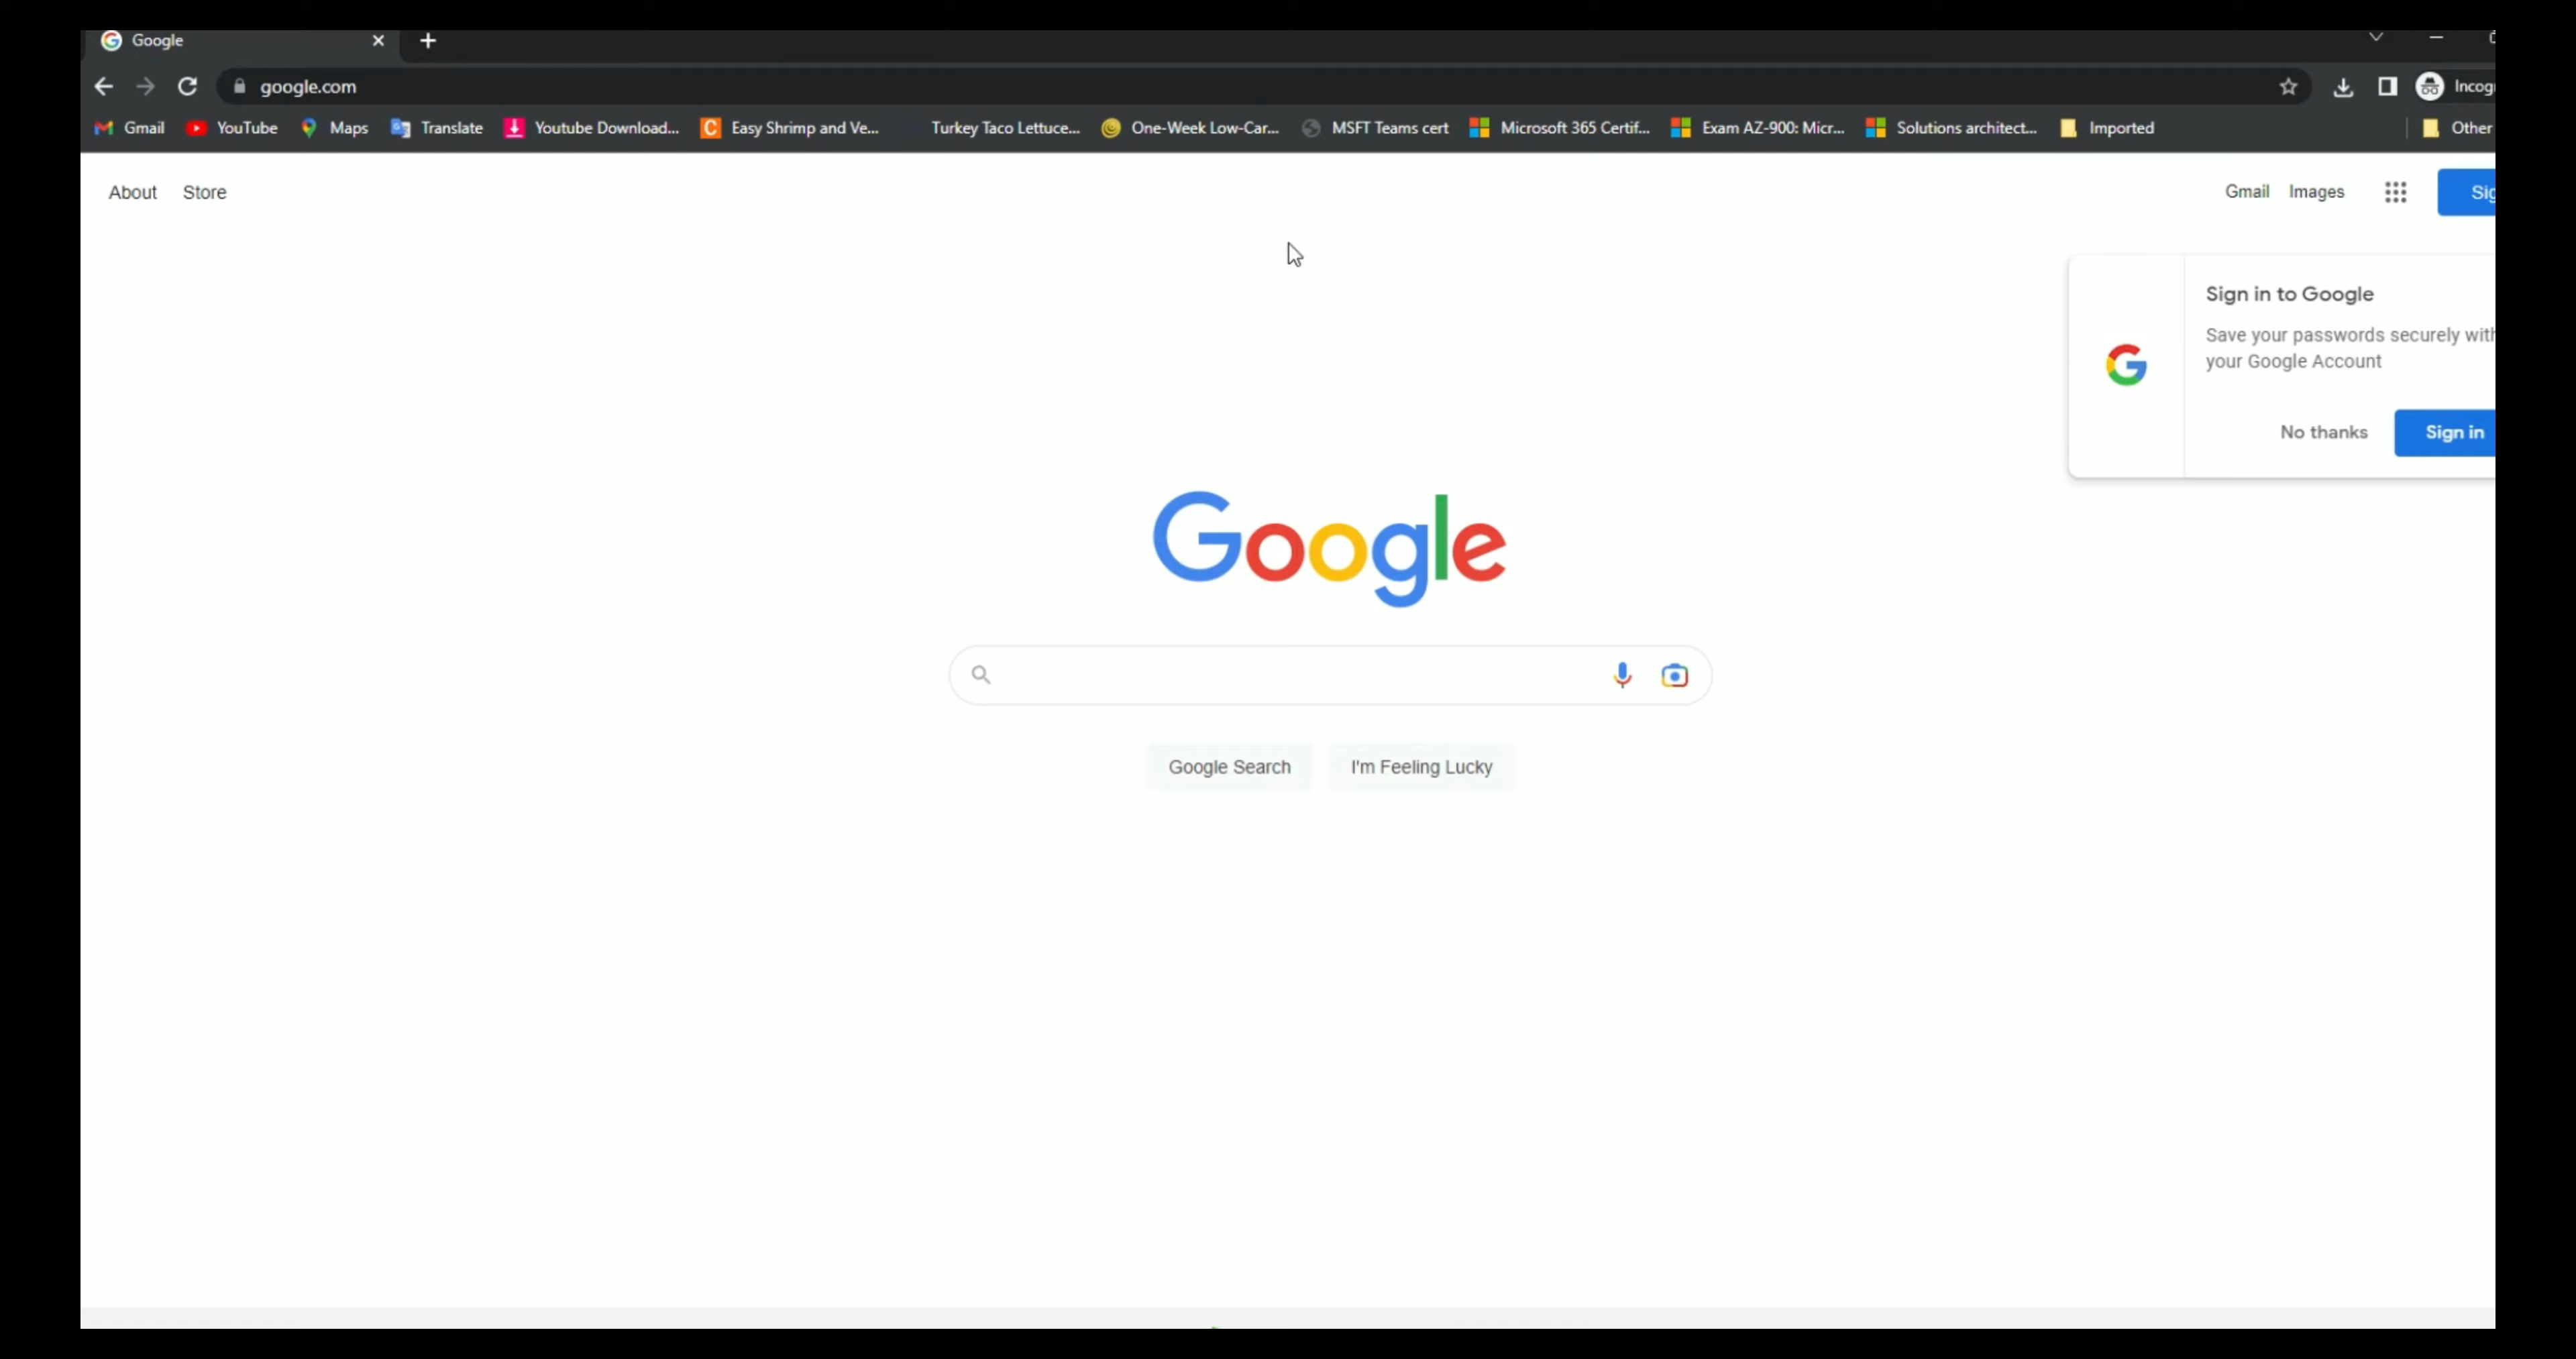 Google
google.com
Gmail YouTube Maps Translate Youtube Download... Easy Shrimp and Ve... Turkey Taco Lettuce... One-Week Low-Car... MSFT Teams cert Microsoft 365 Certif... Exam AZ-900: Micr... Solutions architect... Imported Other
About Store Gmail Images
Sign in to Google
Save your passwords securely with
your Google Account
No thanks Sign in
Google
Google Search I'm Feeling Lucky